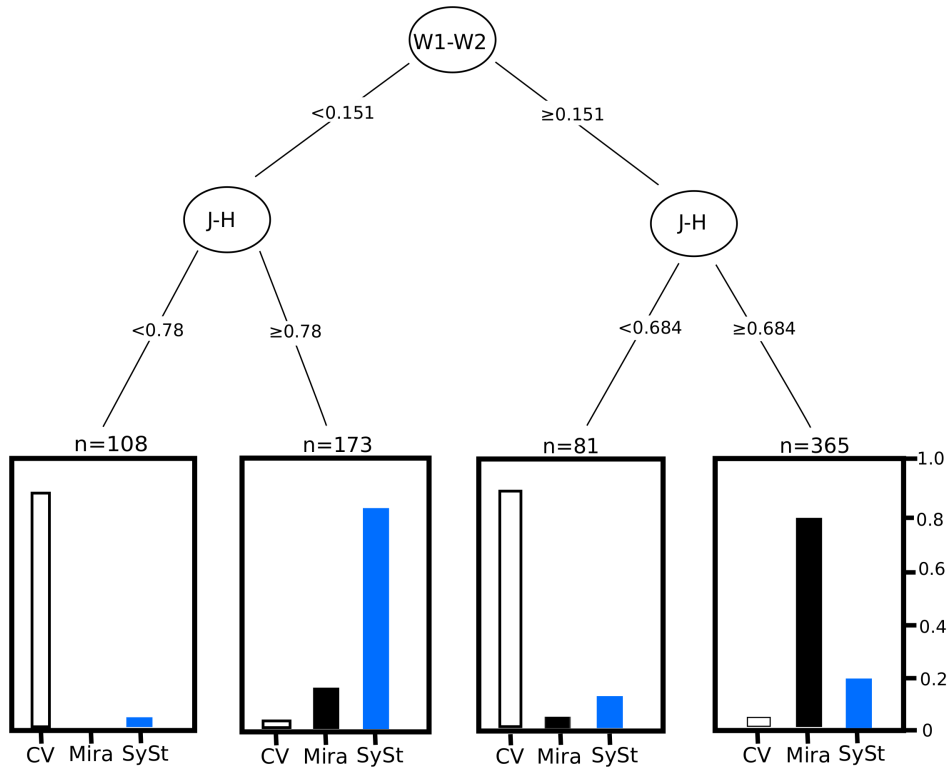 W1-W2
<0.151
≥0.151
J-H
J-H
<0.78
≥0.78
<0.684
≥0.684
n=108
n=173
n=81
n=365
1.0
0.8
0.6
0.4
0.2
0
CV Mira SySt
CV Mira SySt
CV Mira SySt
CV Mira SySt